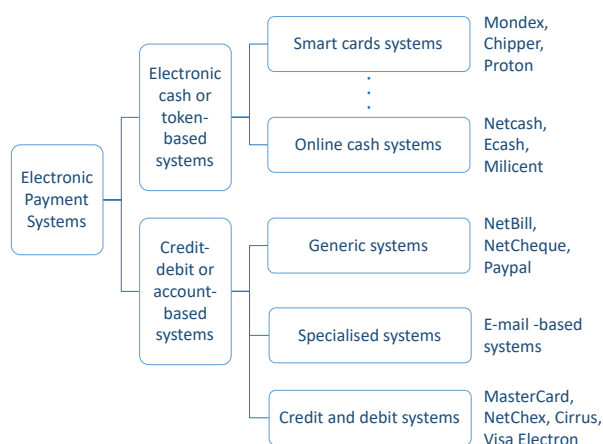 Electronic
Payment
Systems
Electronic
cash or
token-
based
systems
Smart cards systems
Mondex,
Chipper,
Proton
Online cash systems
Netcash,
Ecash,
Milicent
Credit-
debit or
account-
based
systems
Generic systems
NetBill,
NetCheque,
Paypal
Specialised systems
E-mail -based
systems
Credit and debit systems
MasterCard,
NetChex, Cirrus,
Visa Electron